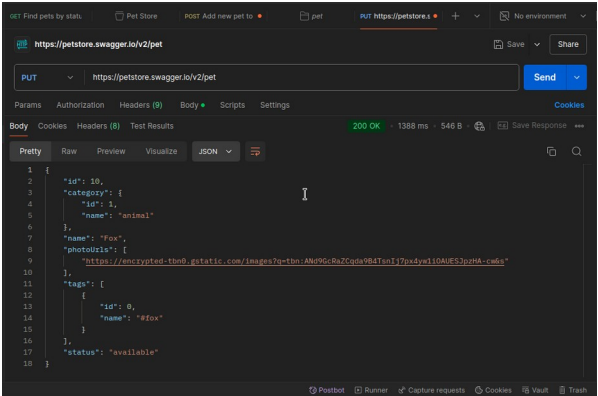 GET Find pets by statu Pet Store POST Add new pet to pet PUT https://petstore.s No environment
https://petstore.swagger.io/v2/pet Save Share
PUT https://petstore.swagger.io/v2/pet Send
Params Authorization Headers (9) Body Scripts Settings Cookies
Body Cookies Headers (8) Test Results 200 OK 1388 ms 546 B Save Response
Pretty Raw Preview Visualize JSON
1 {
2 "id": 10,
3 "category": {
4 "id": 1,
5 "name": "animal"
6 },
7 "name": "Fox",
8 "photoUrls": [
9 "https://encrypted-tbn0.gstatic.com/images?q=tbn:ANd9GcRaZCqda9B4TsnIj7px4yw1iOAUESJpzHA-cw&s"
10 ],
11 "tags": [
12 {
13 "id": 0,
14 "name": "#fox"
15 }
16 ],
17 "status": "available"
18 }
Postbot Runner Capture requests Cookies Vault Trash